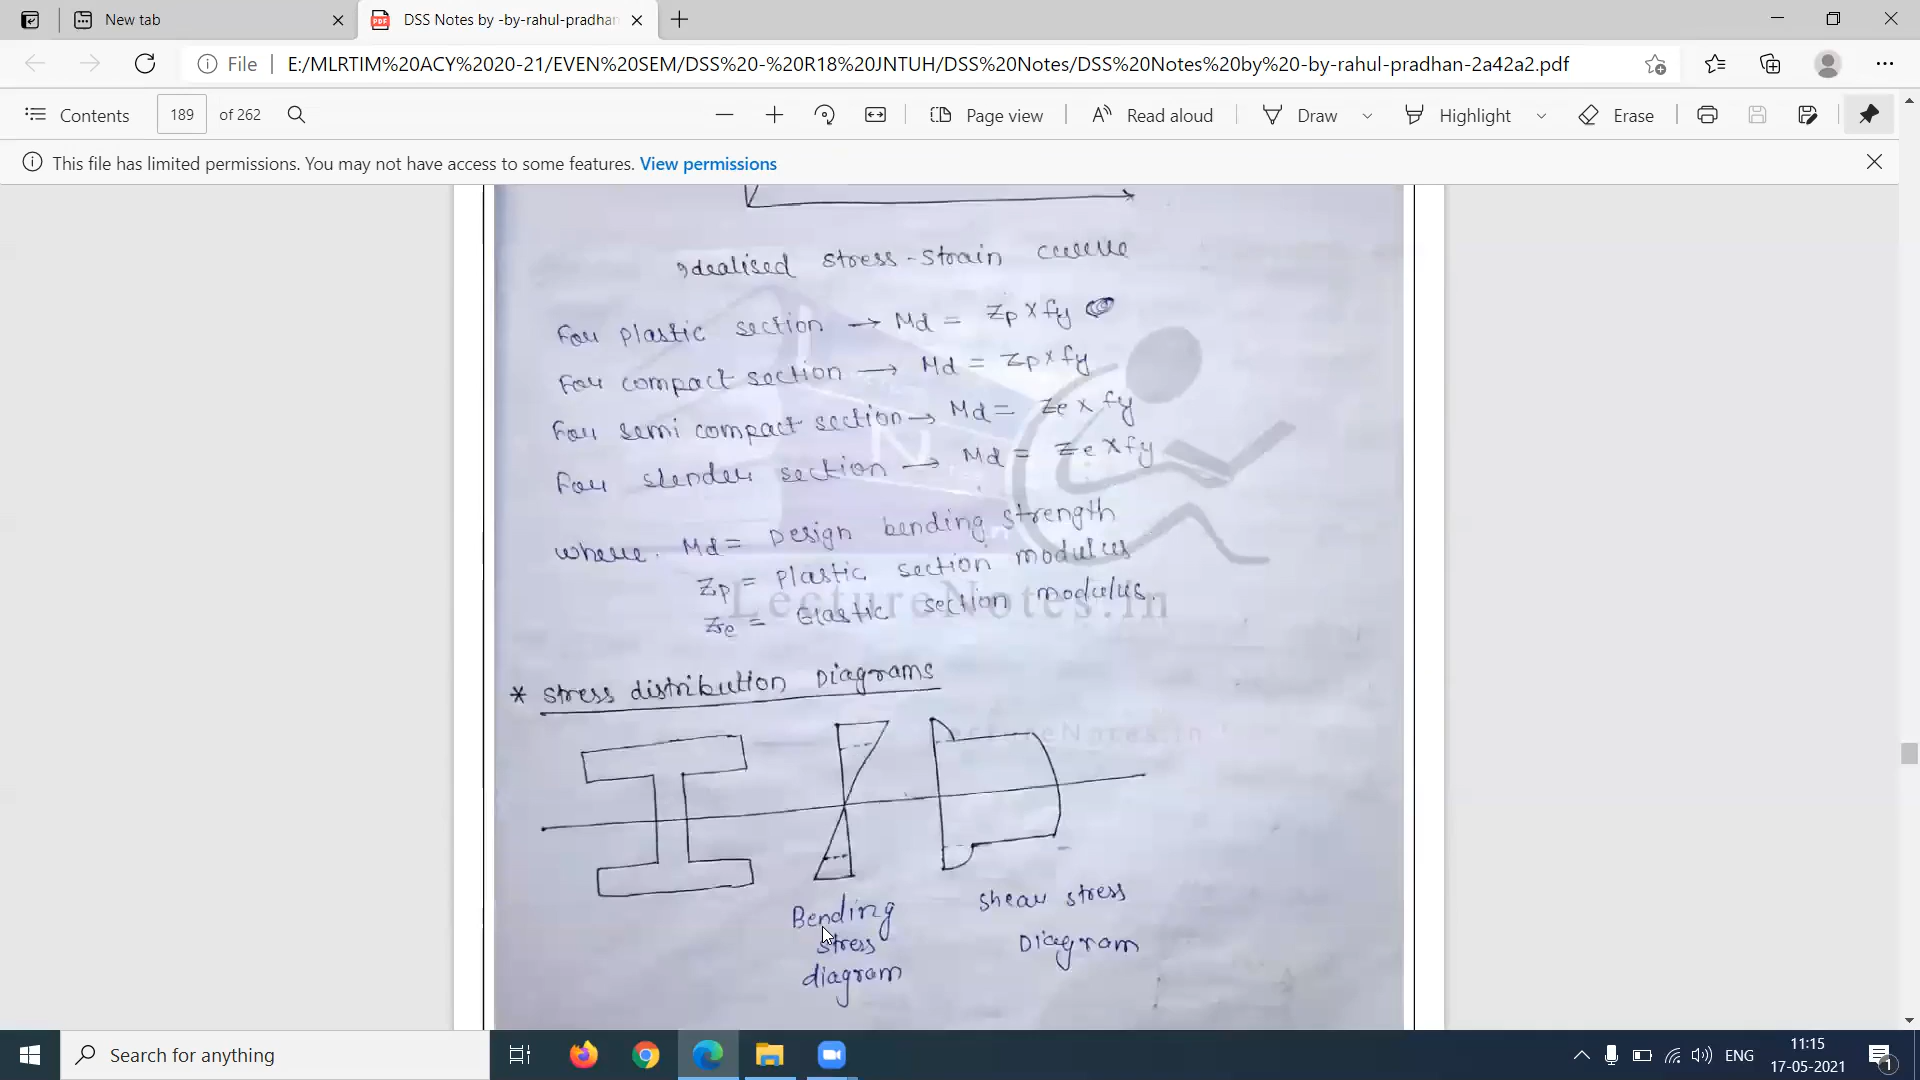 New tab
DSS Notes by -by-rahul-pradhan
File
E:/MLRTIM%20ACY%2020-21/EVEN%20SEM/DSS%20-%20R18%20JNTUH/DSS%20Notes/DSS%20Notes%20by%20-by-rahul-pradhan-2a42a2.pdf
Contents 189 of 262 Page view Read aloud Draw Highlight Erase
This file has limited permissions. You may not have access to some features. View permissions
Idealised stress-strain curve
For plastic section → Md = Zp x fy
For compact section → Md = Zp x fy
For semi compact section → Md = Ze x fy
For slender section → Md = Ze x fy
where. Md = Design bending strength
Zp = Plastic section modulus
Ze = Elastic section modulus.
LectureNotes.in
* Stress distribution Diagrams
LectureNotes.in
Bending
stress
diagram
Shear stress
Diagram
Search for anything
ENG
11:15
17-05-2021
1